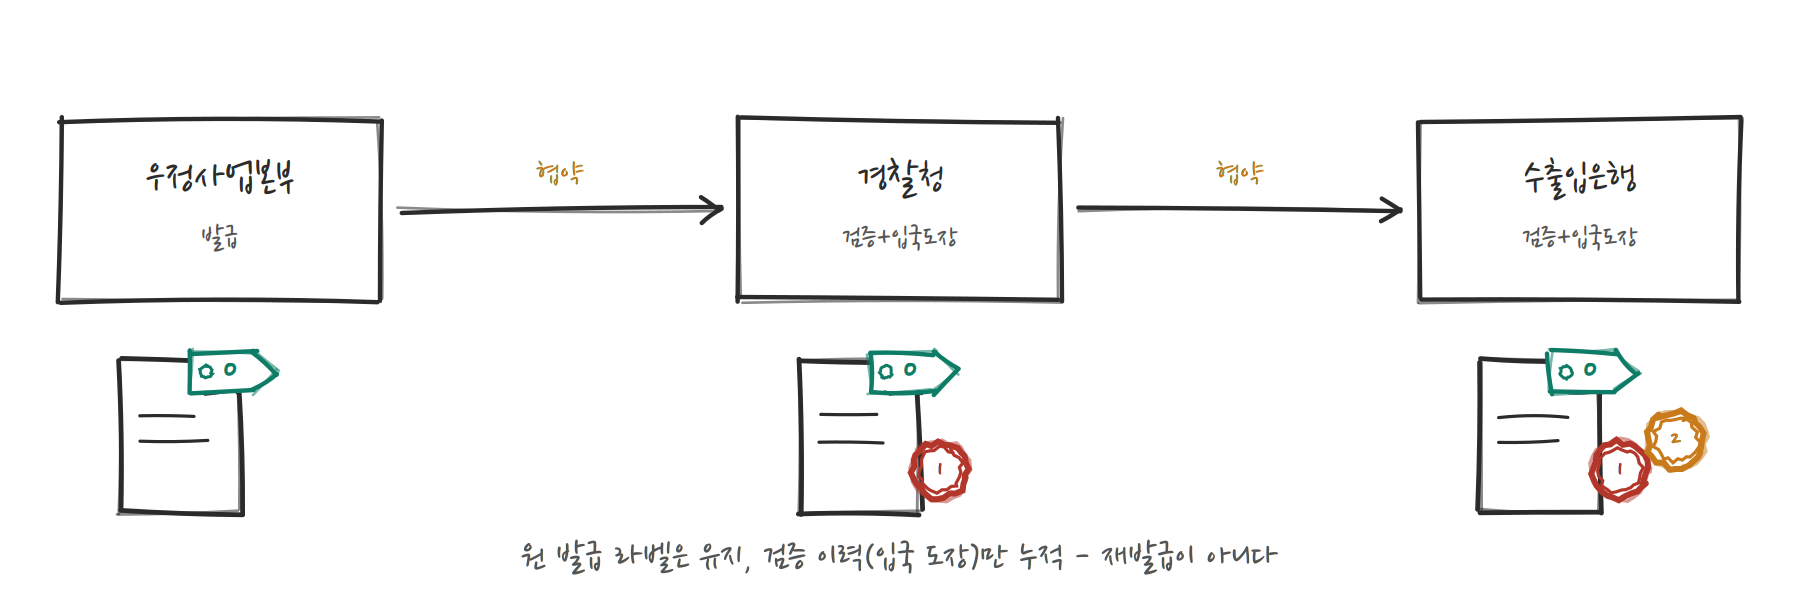 우정사업본부
발급
협약
경찰청
검증+입국도장
협약
수출입은행
검증+입국도장
1
1
2
원 발급 라벨은 유지, 검증 이력(입국 도장)만 누적 - 재발급이 아니다